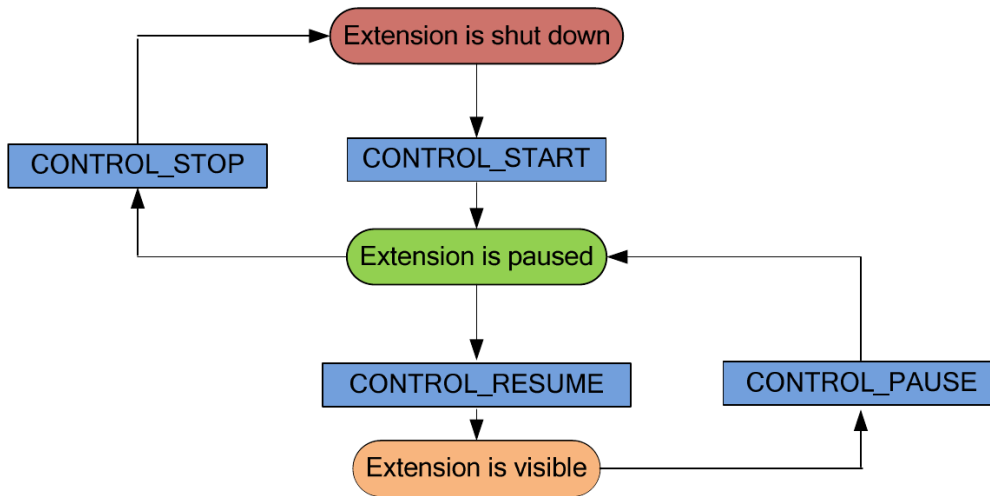 Extension is shut down
CONTROL_STOP
CONTROL_START
Extension is paused
CONTROL_RESUME
CONTROL_PAUSE
Extension is visible